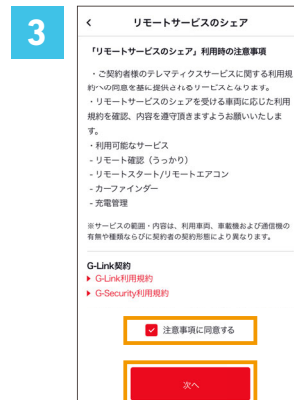 3
リモートサービスのシェア
「リモートサービスのシェア」利用時の注意事項
・ご契約者様のテレマティクスサービスに関する利用規
約への同意を基に提供されるサービスとなります。
・リモートサービスのシェアを受ける車両に応じた利用
規約を確認、内容を遵守頂きますようお願いいたしま
す。
・利用可能なサービス
- リモート確認（うっかり）
- リモートスタート/リモートエアコン
- カーファインダー
- 充電管理
※サービスの範囲・内容は、利用車両、車載機および通信機の
有無や種類ならびに契約者の契約形態により異なります。
G-Link契約
G-Link利用規約
G-Security利用規約
注意事項に同意する
次へ